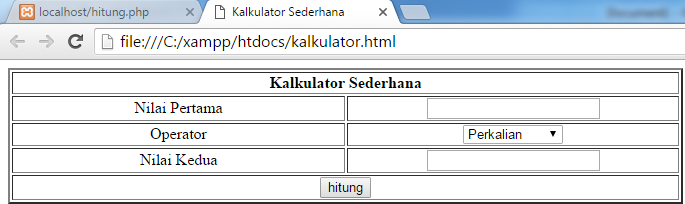 localhost/hitung.php
Kalkulator Sederhana
file:///C:/xampp/htdocs/kalkulator.html
Kalkulator Sederhana
Nilai Pertama
Operator Perkalian
Nilai Kedua
hitung